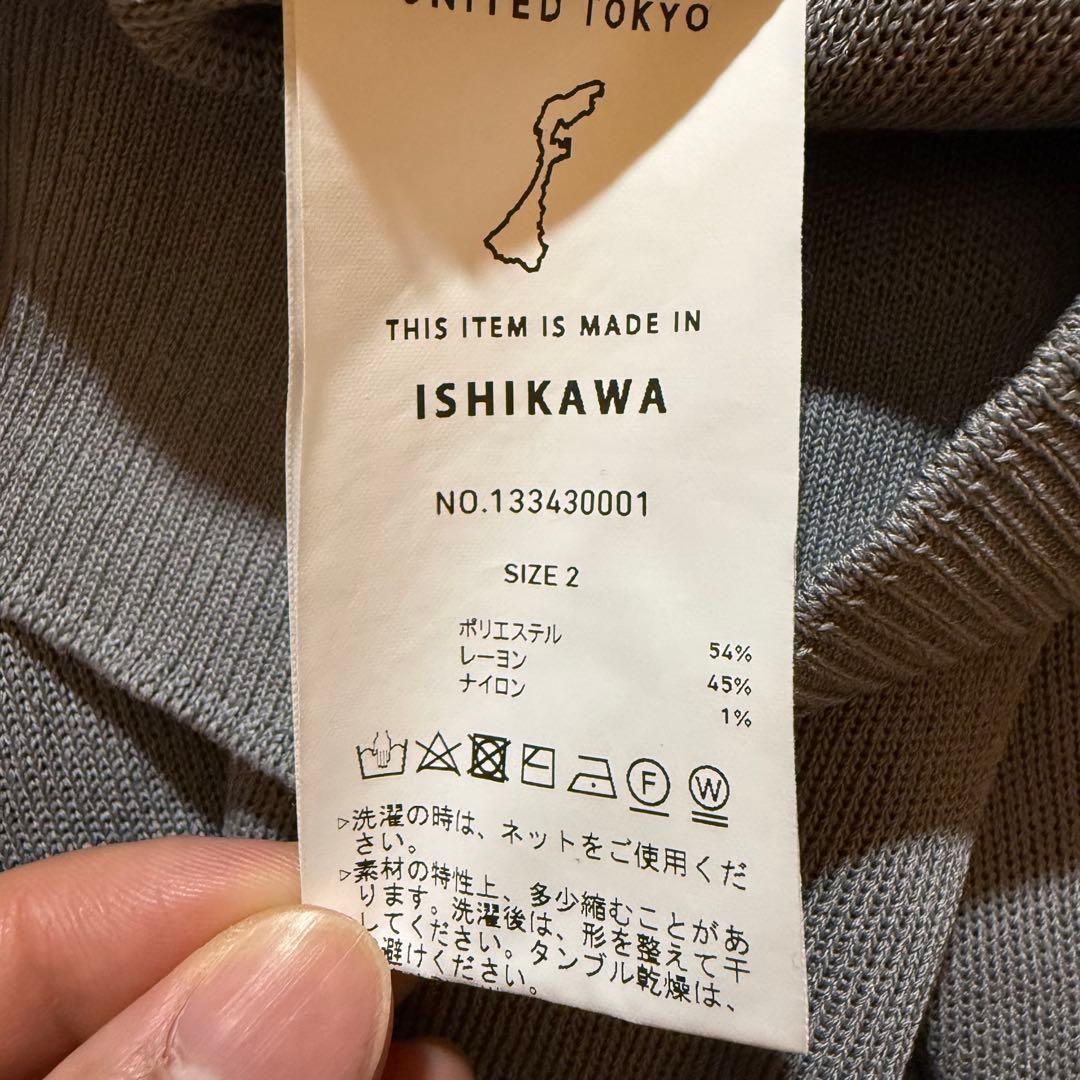 UNITED TOKYO
THIS ITEM IS MADE IN
ISHIKAWA
NO.133430001
SIZE 2
ポリエステル 54%
レーヨン 45%
ナイロン 1%
F
W
▷洗濯の時は、ネットをご使用くだ
さい。
▷素材の特性上、多少縮むことがあ
ります。洗濯後は、形を整えて干
してください。タンブル乾燥は、
避けください。